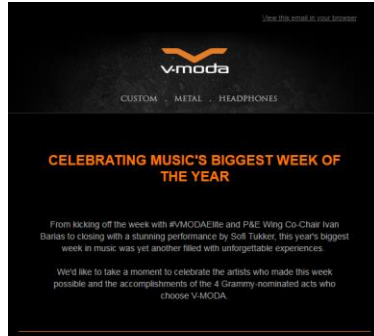 View this email in your browser
v-moda
CUSTOM . METAL . HEADPHONES
CELEBRATING MUSIC'S BIGGEST WEEK OF
THE YEAR
From kicking off the week with #VMODAElite and P&E Wing Co-Chair Ivan
Barias to closing with a stunning performance by Sofi Tukker, this year's biggest
week in music was yet another filled with unforgettable experiences.
We'd like to take a moment to celebrate the artists who made this week
possible and the accomplishments of the 4 Grammy-nominated acts who
choose V-MODA.